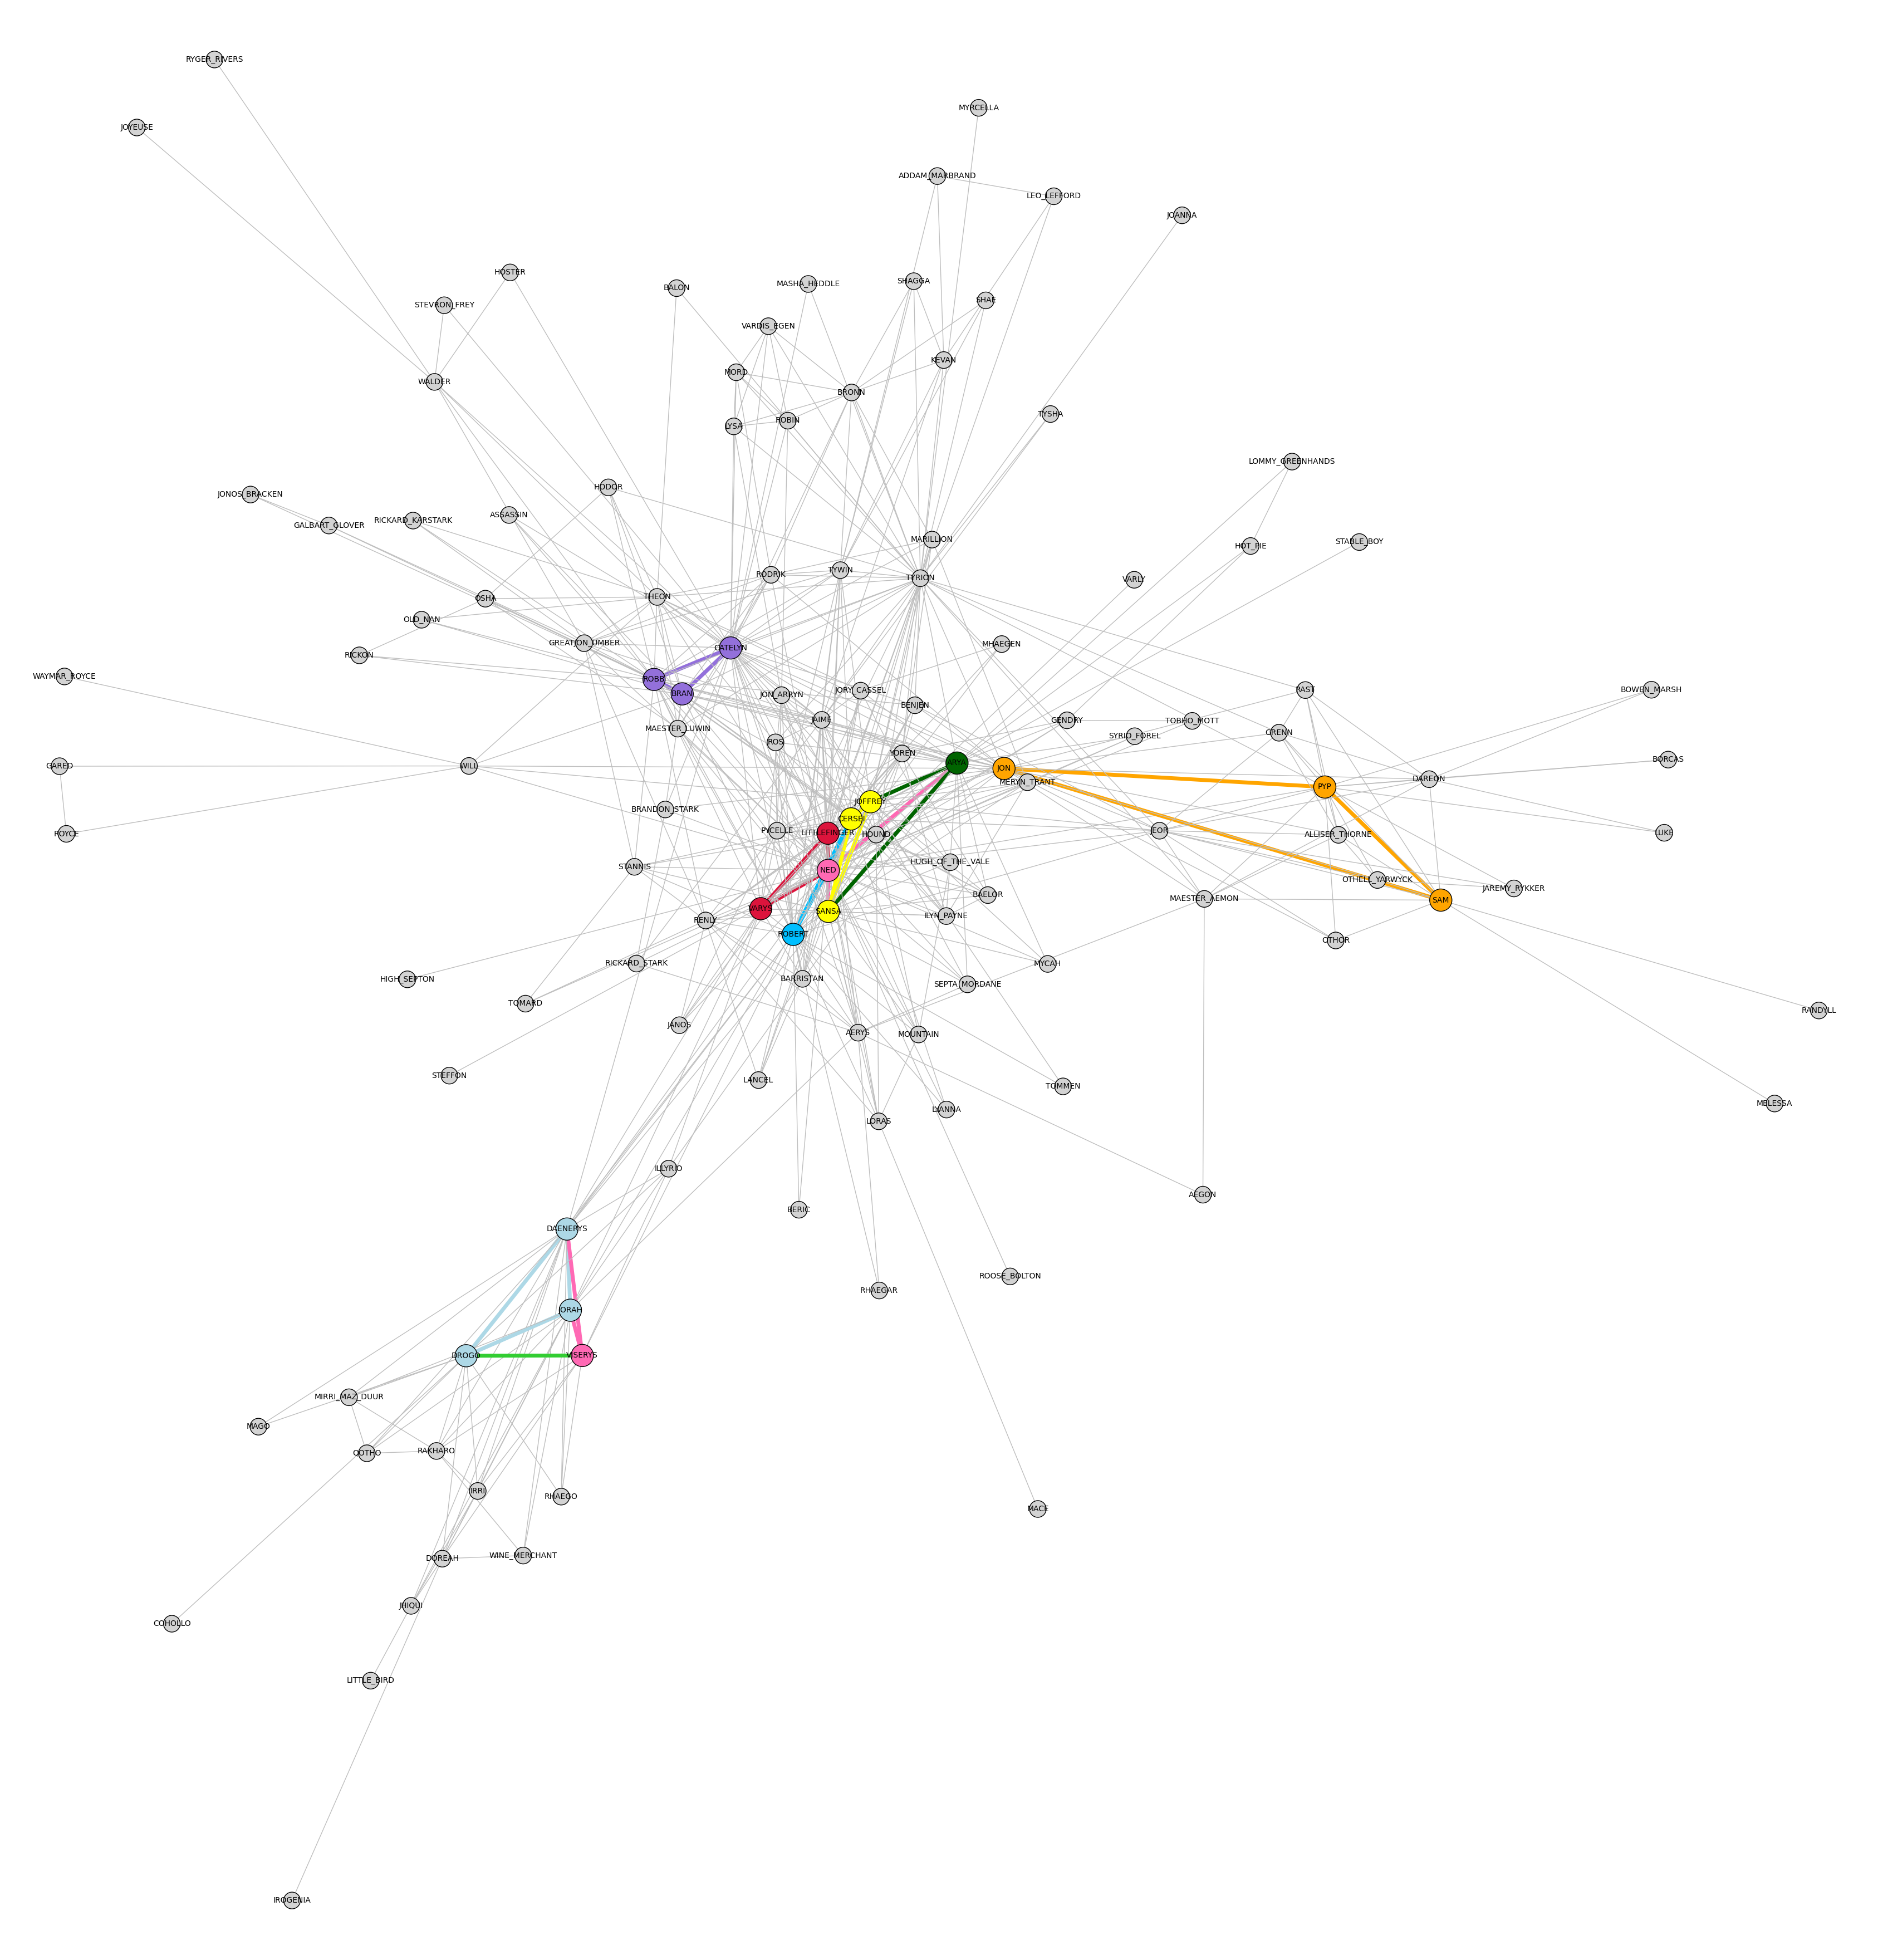 RYGER_RIVERS
MYRCELLA
JOYEUSE
ADDAM_MARBRAND
LEO_LEFFORD
JOANNA
HOSTER
SHAGGA
MASHA_HEDDLE
BALON
SHAE
STEVRON_FREY
VARDIS_EGEN
KEVAN
MORD
WALDER
BRONN
TYSHA
ROBIN
LYSA
LOMMY_GREENHANDS
HODOR
JONOS_BRACKEN
ASSASSIN
RICKARD_KARSTARK
GALBART_GLOVER
MARILLION
STABLE_BOY
HOT_PIE
TYWIN
RODRIK
TYRION
VARLY
THEON
OSHA
OLD_NAN
GREATJON_UMBER
MHAEGEN
CATELYN
RICKON
WAYMAR_ROYCE
ROBB
JORY_CASSEL
RAST
BOWEN_MARSH
BRAN
JON_ARRYN
BENJEN
JAIME
GENDRY
TOBHO_MOTT
MAESTER_LUWIN
GRENN
SYRIO_FOREL
ROS
YOREN
BORCAS
ARYA
GARED
WILL
JON
DAREON
MERYN_TRANT
PYP
JOFFREY
BRANDON_STARK
CERSEI
PYCELLE
JEOR
LUKE
ROYCE
LITTLEFINGER
HOUND
ALLISER_THORNE
HUGH_OF_THE_VALE
STANNIS
NED
OTHELL_YARWYCK
JAREMY_RYKKER
BAELOR
MAESTER_AEMON
SAM
VARYS
SANSA
ILYN_PAYNE
RENLY
ROBERT
OTHOR
RICKARD_STARK
MYCAH
HIGH_SEPTON
BARRISTAN
SEPTA_MORDANE
TOMARD
RANDYLL
JANOS
AERYS
MOUNTAIN
STEFFON
LANCEL
TOMMEN
MELESSA
LYANNA
LORAS
ILLYRIO
AEGON
BERIC
DAENERYS
ROOSE_BOLTON
RHAEGAR
JORAH
DROGO
VISERYS
MIRRI_MAZ_DUUR
MAGO
RAKHARO
QOTHO
IRRI
RHAEGO
MACE
WINE_MERCHANT
DOREAH
JHIQUI
COHOLLO
LITTLE_BIRD
IROGENIA